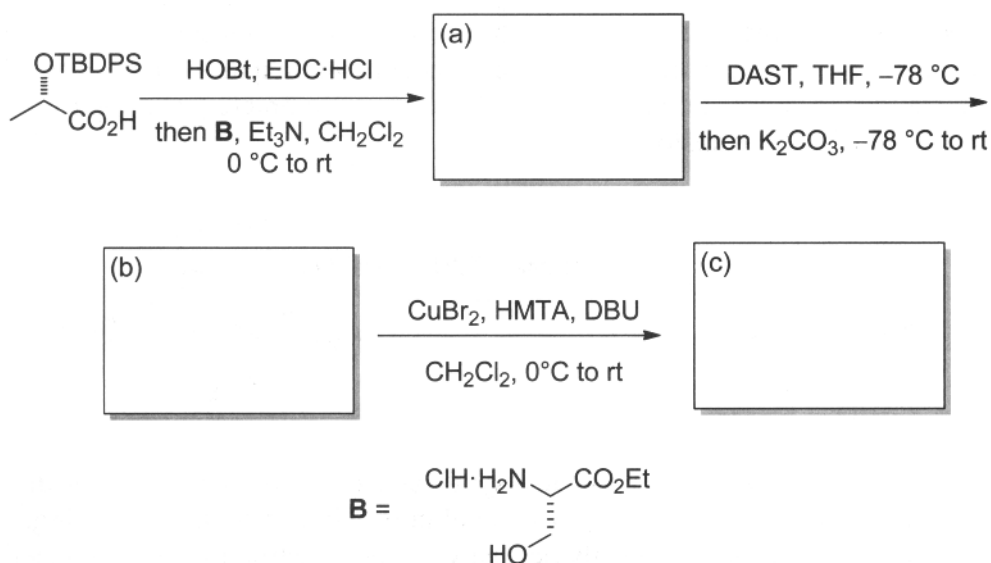 OTBDPS
CO₂H
HOBt, EDC·HCl
then B, Et₃N, CH₂Cl₂
0 °C to rt
(a)
DAST, THF, –78 °C
then K₂CO₃, –78 °C to rt
(b)
CuBr₂, HMTA, DBU
CH₂Cl₂, 0°C to rt
(c)
B =
ClH·H₂N
CO₂Et
HO